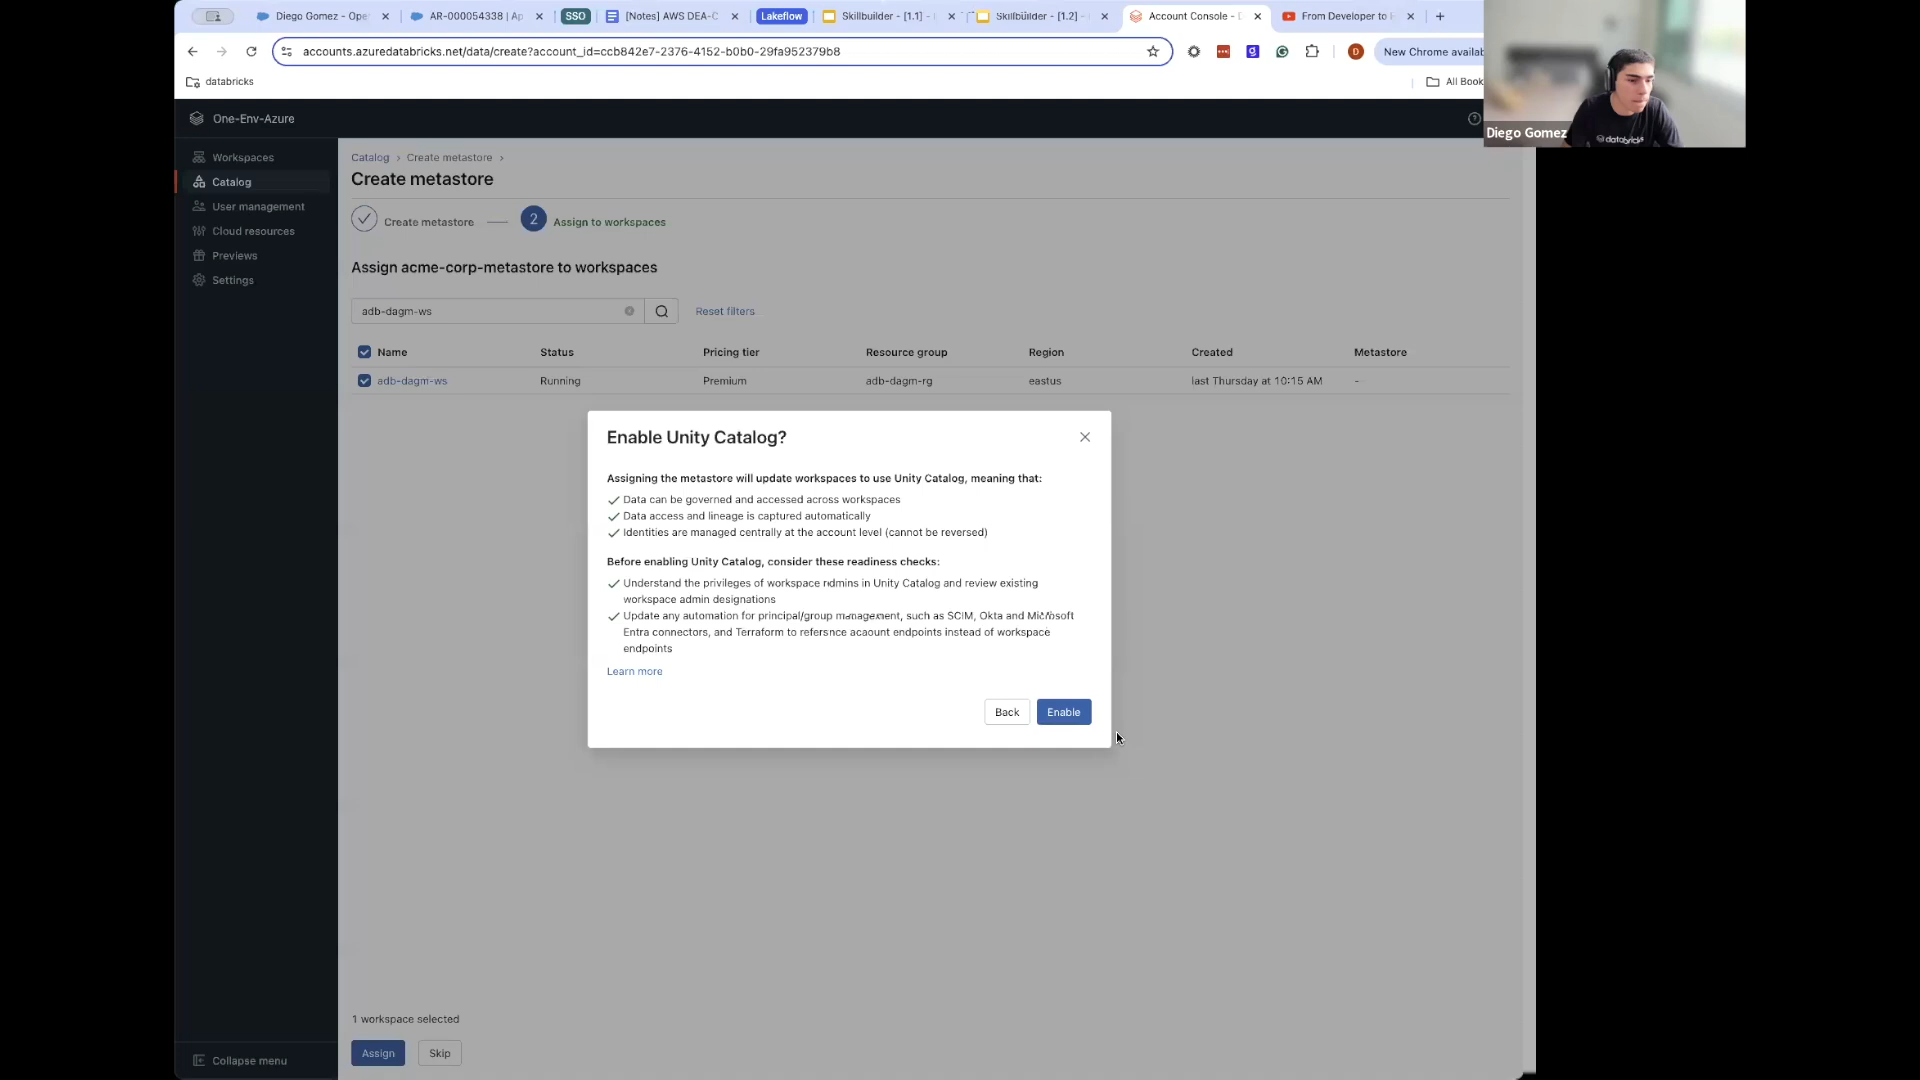 Diego Gomez - Ope
AR-000054338 | Ap
SSO
[Notes] AWS DEA-C
Lakeflow
Skillbuilder - [1.1] -
Skillbuilder - [1.2] -
Account Console - D
From Developer to
accounts.azuredatabricks.net/data/create?account_id=ccb842e7-2376-4152-b0b0-29fa952379b8
D
New Chrome availab
databricks
All Book
One-Env-Azure
Diego Gomez
databricks
Workspaces
Catalog
User management
Cloud resources
Previews
Settings
Catalog > Create metastore >
Create metastore
Create metastore
2 Assign to workspaces
Assign acme-corp-metastore to workspaces
adb-dagm-ws
Reset filters
Name Status Pricing tier Resource group Region Created Metastore
adb-dagm-ws Running Premium adb-dagm-rg eastus last Thursday at 10:15 AM -
Enable Unity Catalog?
Assigning the metastore will update workspaces to use Unity Catalog, meaning that:
Data can be governed and accessed across workspaces
Data access and lineage is captured automatically
Identities are managed centrally at the account level (cannot be reversed)
Before enabling Unity Catalog, consider these readiness checks:
Understand the privileges of workspace admins in Unity Catalog and review existing
workspace admin designations
Update any automation for principal/group management, such as SCIM, Okta and Microsoft
Entra connectors, and Terraform to reference account endpoints instead of workspace
endpoints
Learn more
Back
Enable
1 workspace selected
Assign
Skip
Collapse menu